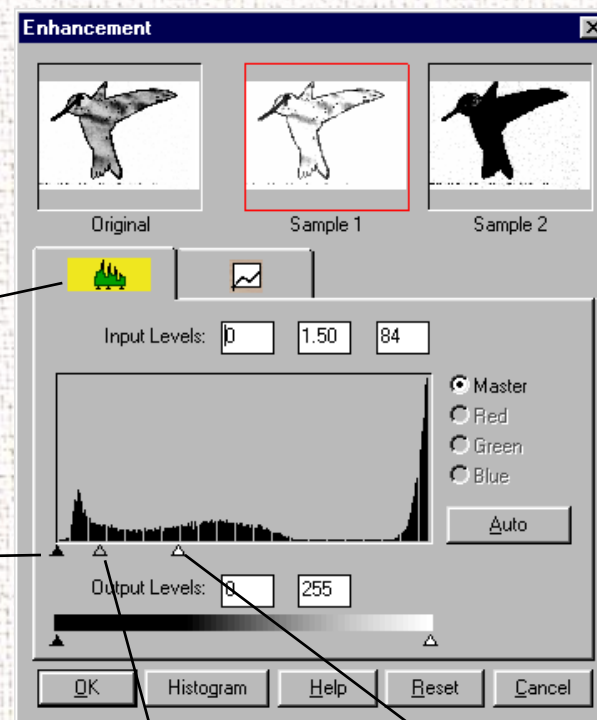 Enhancement
Original Sample 1 Sample 2
Input Levels: 0 1.50 84
Master
Red
Green
Blue
Auto
Output Levels: 0 255
OK Histogram Help Reset Cancel